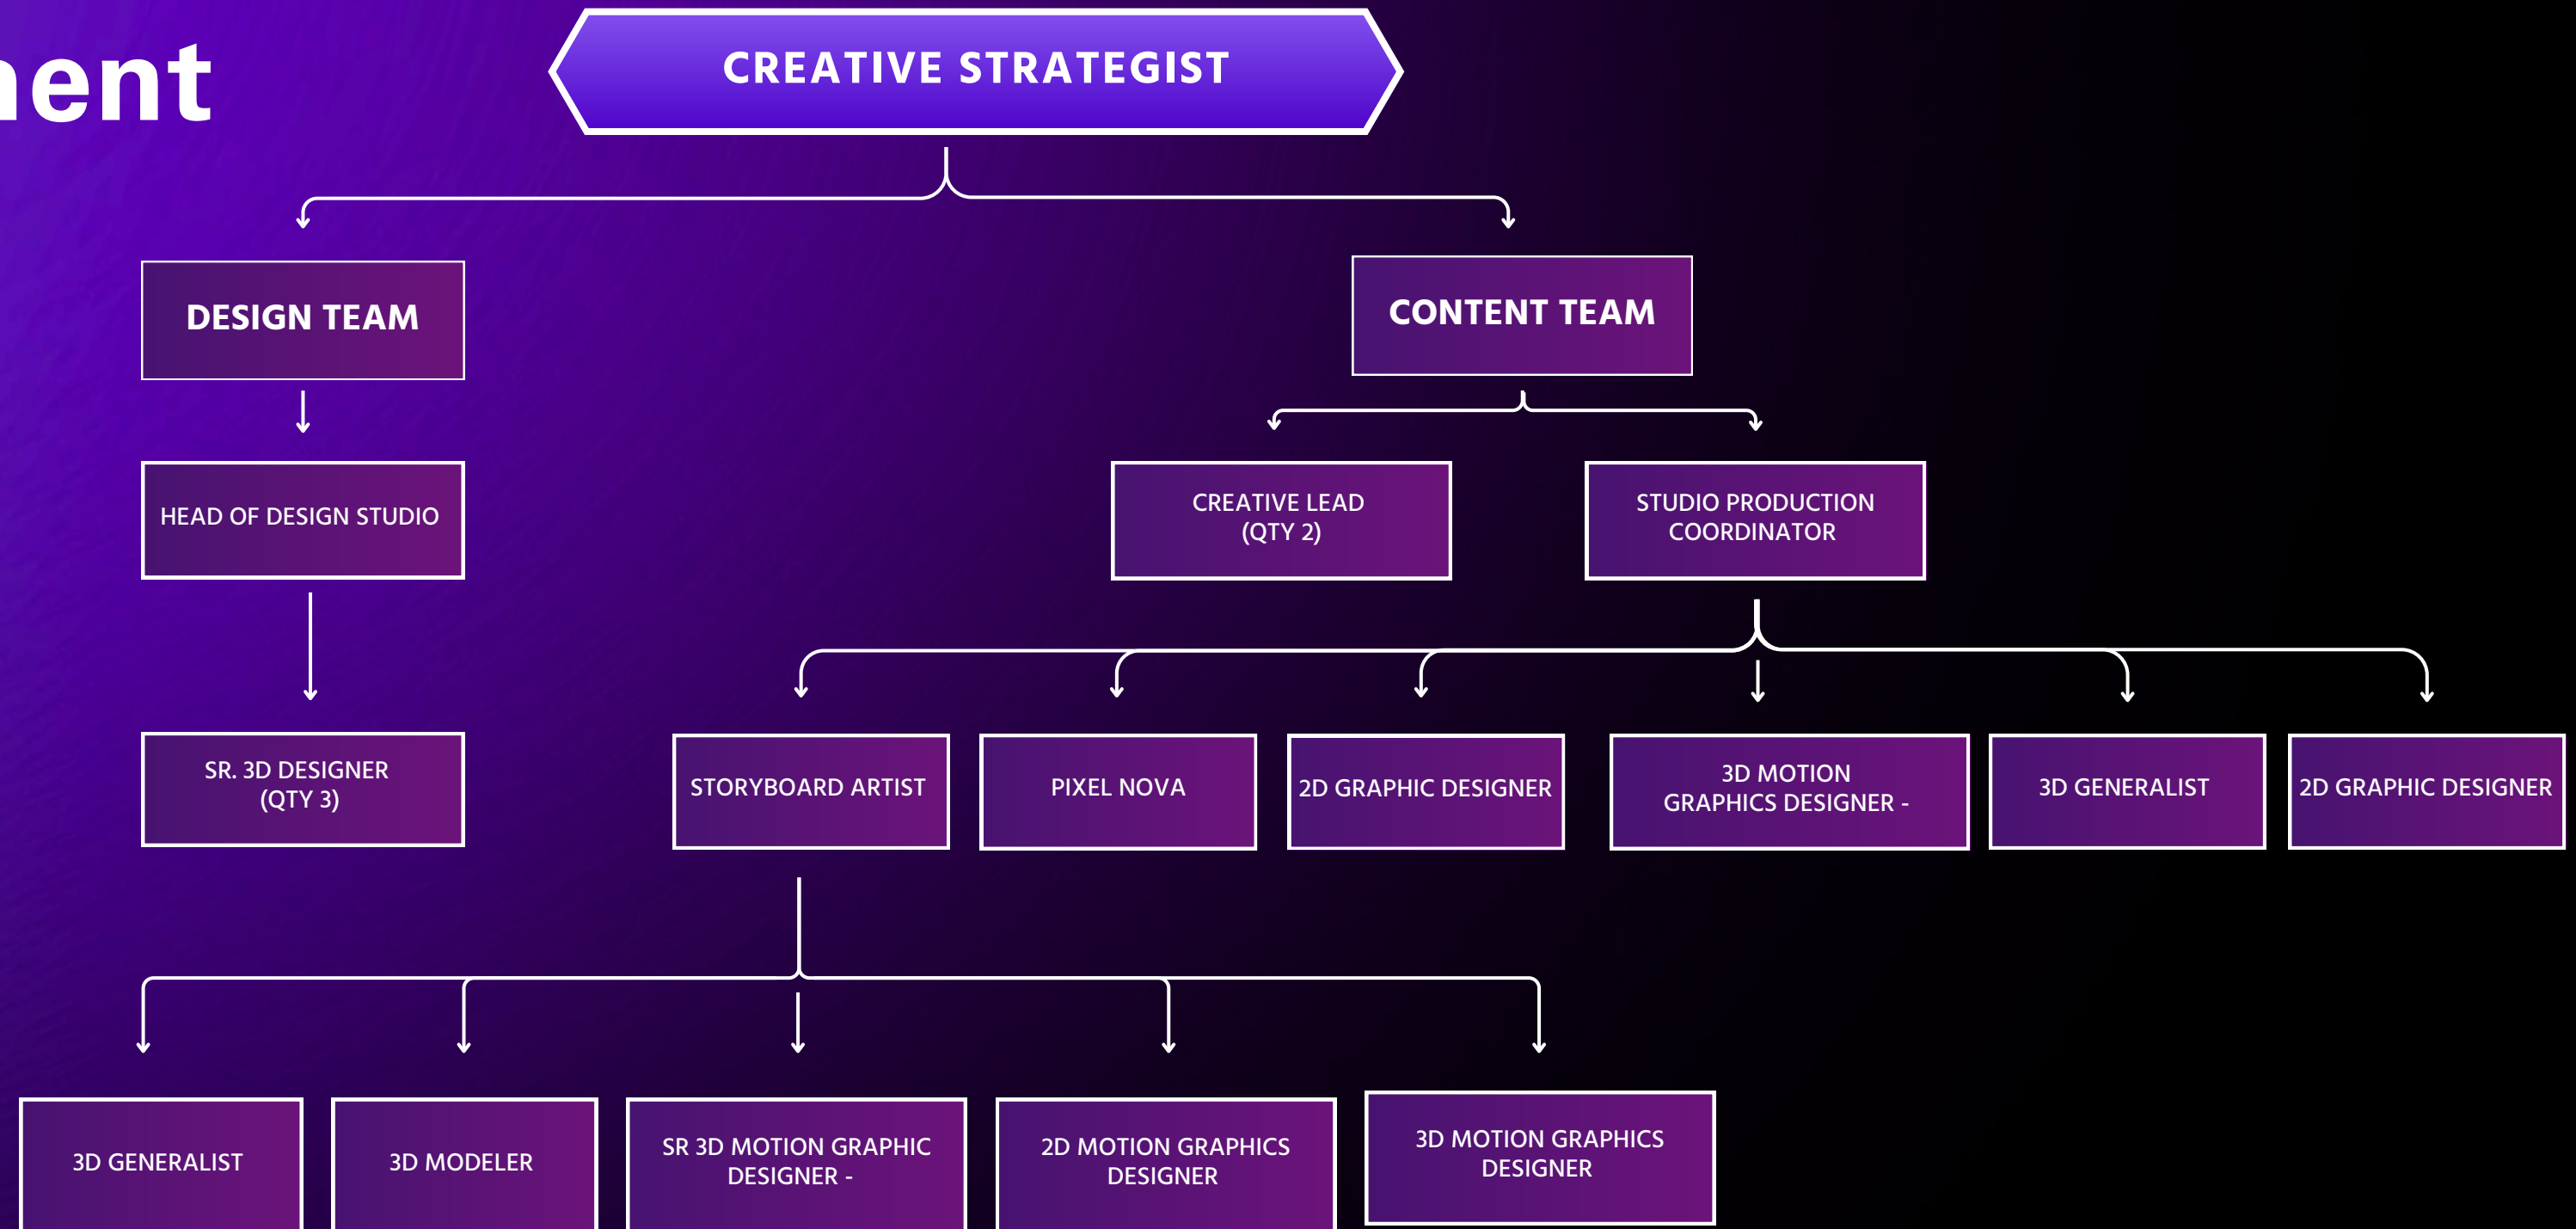 CREATIVE STRATEGIST
DESIGN TEAM
CONTENT TEAM
HEAD OF DESIGN STUDIO
CREATIVE LEAD
(QTY 2)
STUDIO PRODUCTION
COORDINATOR
SR. 3D DESIGNER
(QTY 3)
STORYBOARD ARTIST
PIXEL NOVA
2D GRAPHIC DESIGNER
3D MOTION
GRAPHICS DESIGNER -
3D GENERALIST
2D GRAPHIC DESIGNER
3D GENERALIST
3D MODELER
SR 3D MOTION GRAPHIC
DESIGNER -
2D MOTION GRAPHICS
DESIGNER
3D MOTION GRAPHICS
DESIGNER